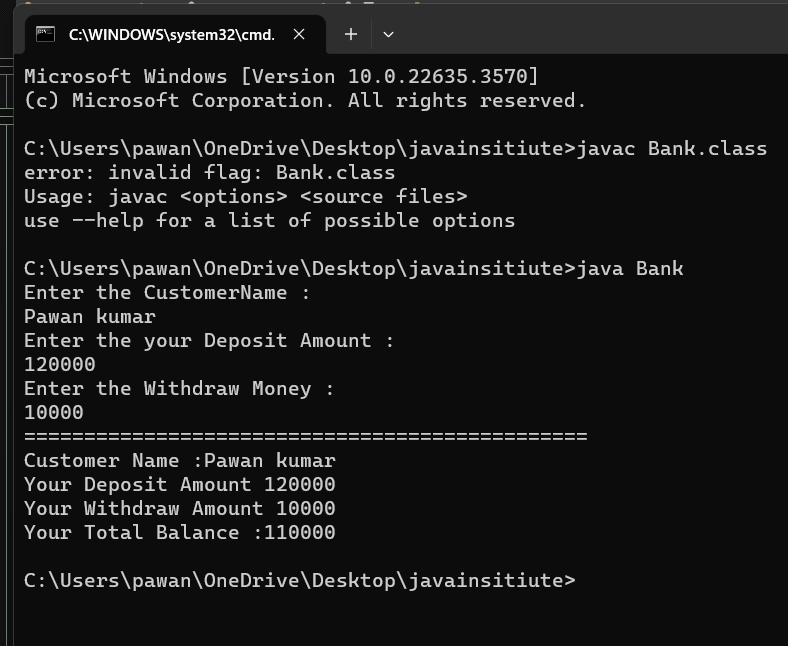 C:\WINDOWS\system32\cmd.
Microsoft Windows [Version 10.0.22635.3570]
(c) Microsoft Corporation. All rights reserved.
C:\Users\pawan\OneDrive\Desktop\javainsitiute>javac Bank.class
error: invalid flag: Bank.class
Usage: javac <options> <source files>
use --help for a list of possible options
C:\Users\pawan\OneDrive\Desktop\javainsitiute>java Bank
Enter the CustomerName :
Pawan kumar
Enter the your Deposit Amount :
120000
Enter the Withdraw Money :
10000
===============================================
Customer Name :Pawan kumar
Your Deposit Amount 120000
Your Withdraw Amount 10000
Your Total Balance :110000
C:\Users\pawan\OneDrive\Desktop\javainsitiute>